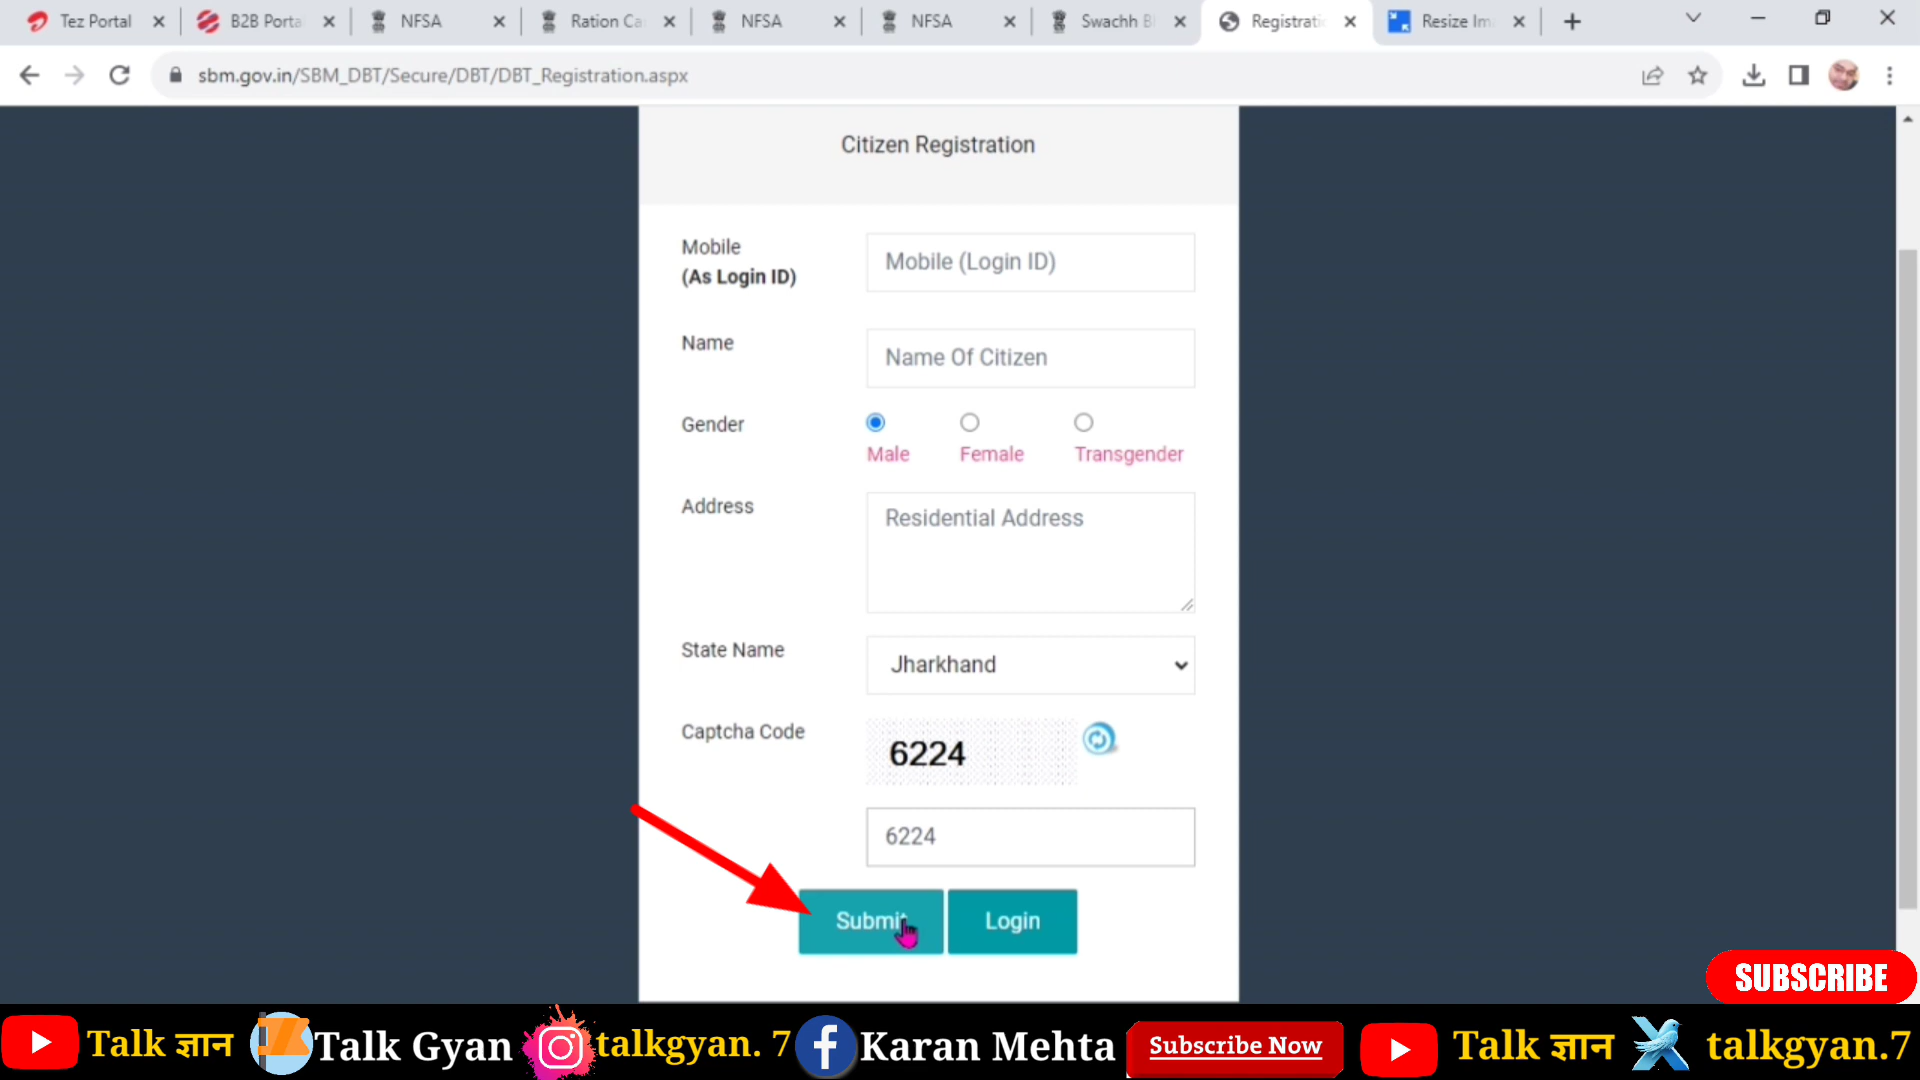 Tez Portal
B2B Porta
NFSA
Ration Ca
NFSA
NFSA
Swachh B
Registrati
Resize Im
sbm.gov.in/SBM_DBT/Secure/DBT/DBT_Registration.aspx
Citizen Registration
Mobile
(As Login ID)
Mobile (Login ID)
Name
Name Of Citizen
Gender
Male
Female
Transgender
Address
Residential Address
State Name
Jharkhand
Captcha Code
6224
6224
Submit
Login
SUBSCRIBE
Talk ज्ञान
Talk Gyan
talkgyan. 7
Karan Mehta
Subscribe Now
Talk ज्ञान
talkgyan.7